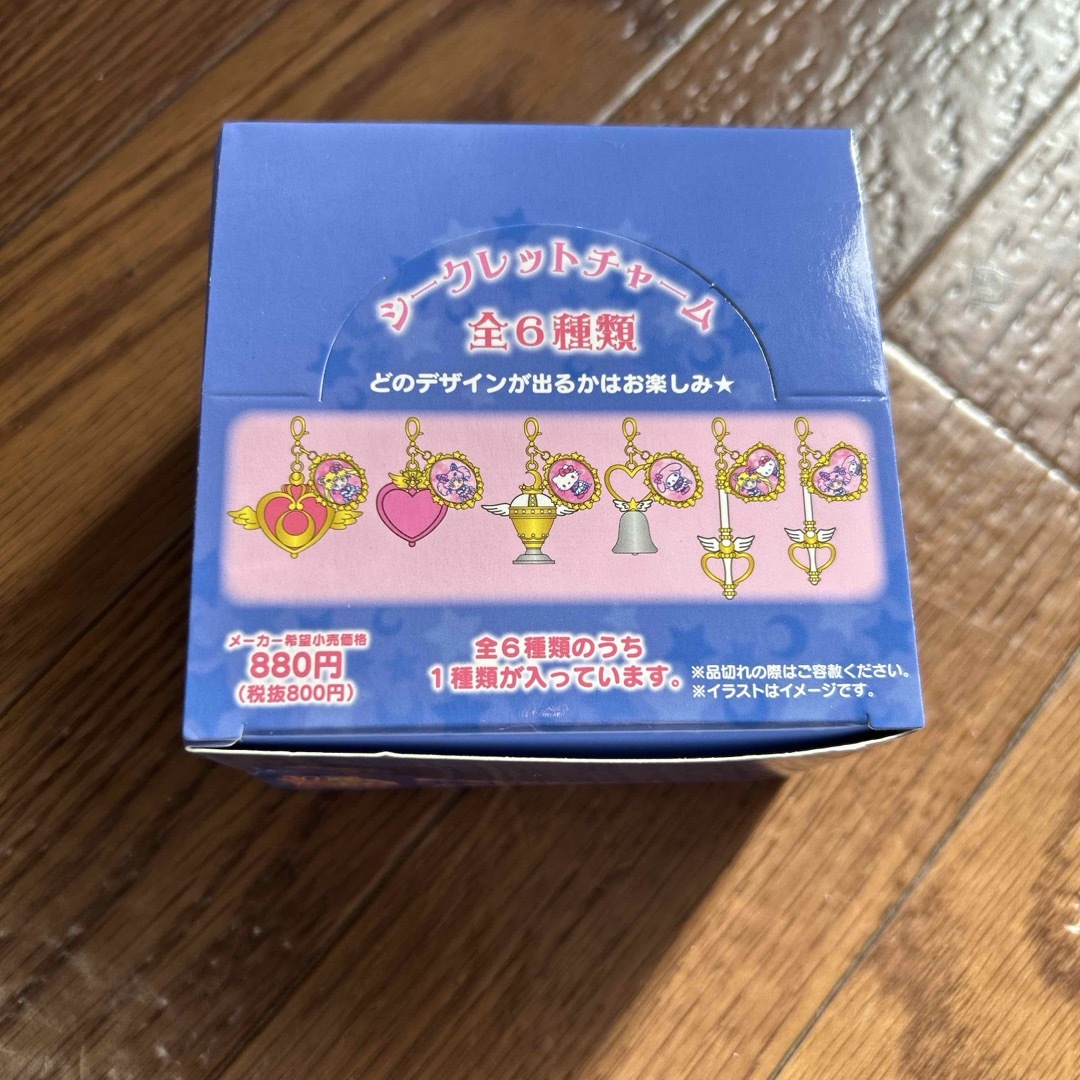 シークレットチャーム
全6種類
どのデザインが出るかはお楽しみ★
メーカー希望小売価格
880円
(税抜800円)
全6種類のうち
1種類が入っています。
※品切れの際はご容赦ください。
※イラストはイメージです。